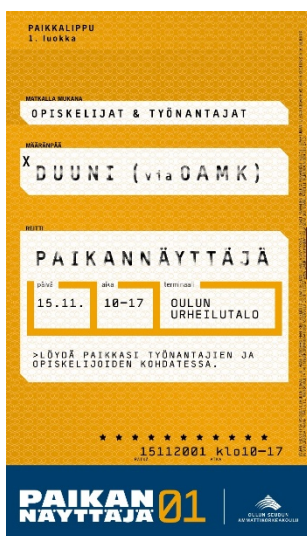 PAIKKALIPPU
1. luokka
MATKALLA MUKANA
OPISKELIJAT & TYÖNANTAJAT
MÄÄRÄNPÄÄ
X DUUNI (via OAMK)
REITTI
PAIKANNÄYTTÄJÄ
päivä aika terminaali
15.11. 10-17 OULUN
URHEILUTALO
>LÖYDÄ PAIKKASI TYÖNANTAJIEN JA
OPISKELIJOIDEN KOHDATESSA.
★ ★ ★ ★ ★ ★ ★ ★ ★ ★ ★
15112001 klo10-17
PAIKAN
NÄYTTÄJÄ 01
OULUN SEUDUN
AMMATTIKORKEAKOULU